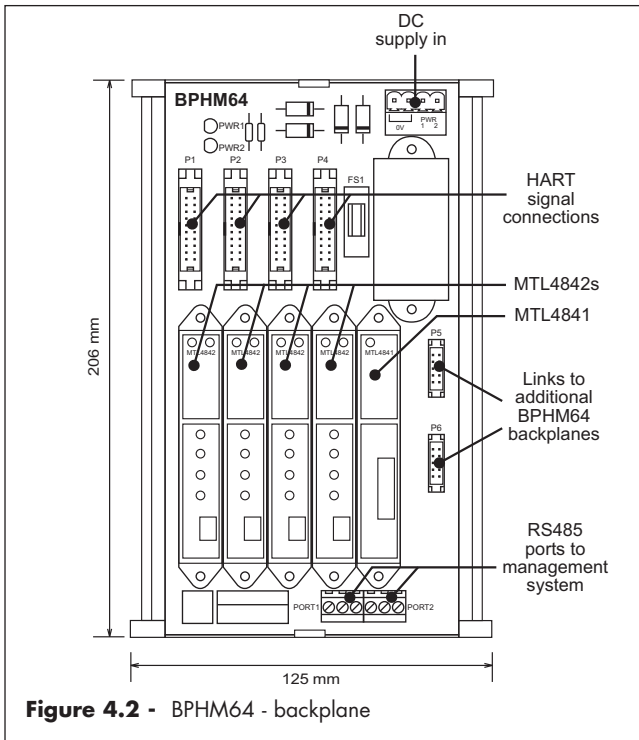 DC
supply in
BPHM64
PWR1
PWR2
0V
PWR
1 2
P1
P2
P3
P4
FS1
HART
signal
connections
MTL4842s
MTL4841
MTL4842
MTL4842
MTL4842
MTL4842
MTL4841
P5
Links to
additional
BPHM64
backplanes
P6
206 mm
RS485
ports to
management
system
PORT1
PORT2
125 mm
Figure 4.2 - BPHM64 - backplane